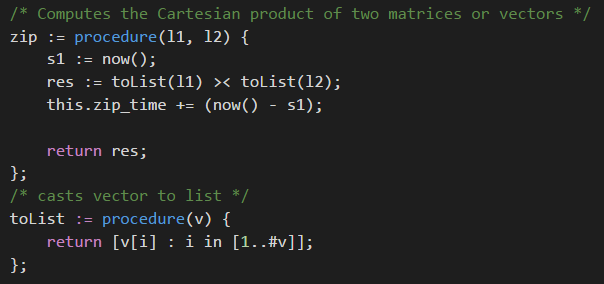 /* Computes the Cartesian product of two matrices or vectors */
zip := procedure(l1, l2) {
    s1 := now();
    res := toList(l1) >< toList(l2);
    this.zip_time += (now() - s1);

    return res;
};
/* casts vector to list */
toList := procedure(v) {
    return [v[i] : i in [1..#v]];
};